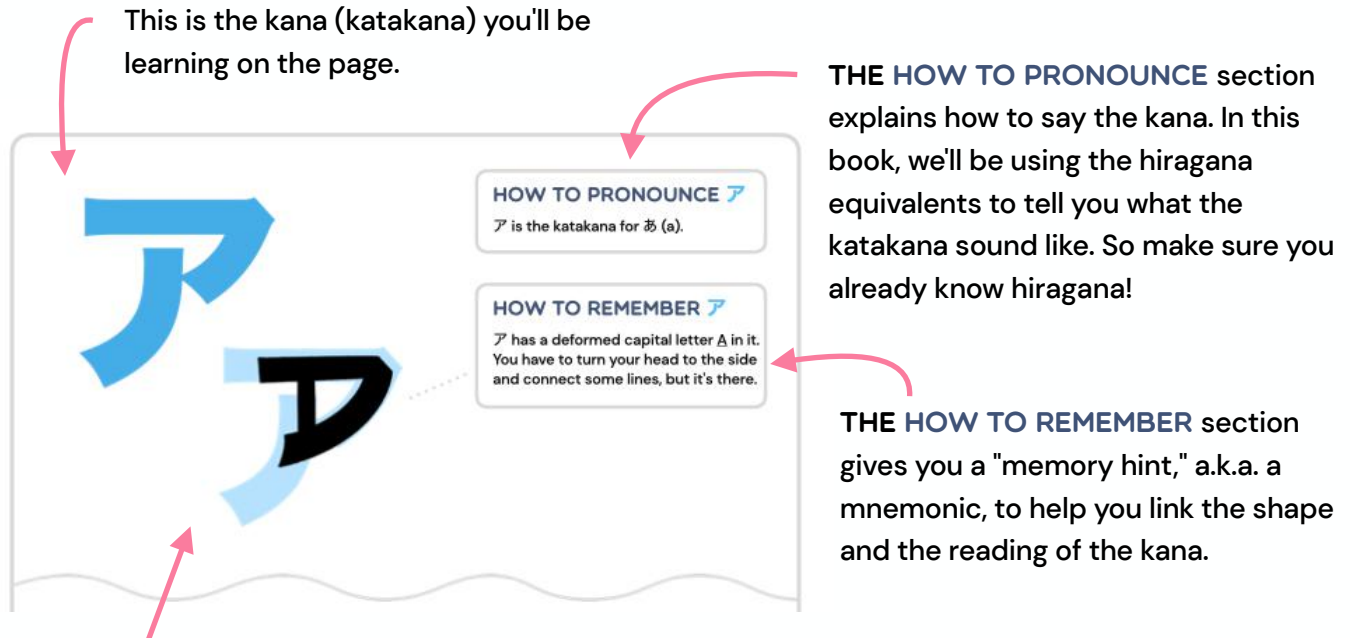 This is the kana (katakana) you'll be
learning on the page.
THE HOW TO PRONOUNCE section
explains how to say the kana. In this
book, we'll be using the hiragana
equivalents to tell you what the
katakana sound like. So make sure you
already know hiragana!
ア
HOW TO PRONOUNCE ア
ア is the katakana for あ (a).
HOW TO REMEMBER ア
ア has a deformed capital letter A in it.
You have to turn your head to the side
and connect some lines, but it's there.
ア
THE HOW TO REMEMBER section
gives you a "memory hint," a.k.a. a
mnemonic, to help you link the shape
and the reading of the kana.